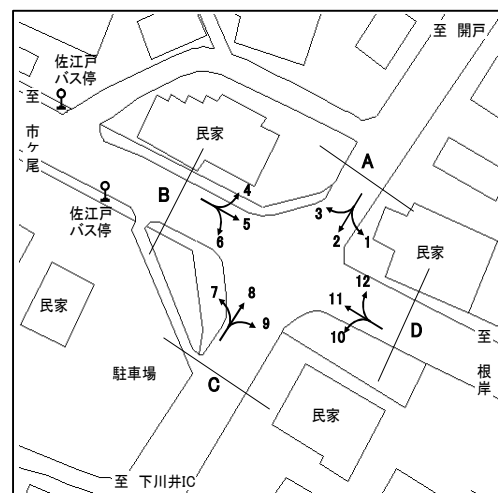 至 開戸
佐江戸
バス停
至
市ヶ尾
民家
A
B
4
5
6
3
2
1
佐江戸
バス停
民家
民家
7
8
9
12
11
10
D
至
根岸
駐車場
C
民家
至 下川井IC